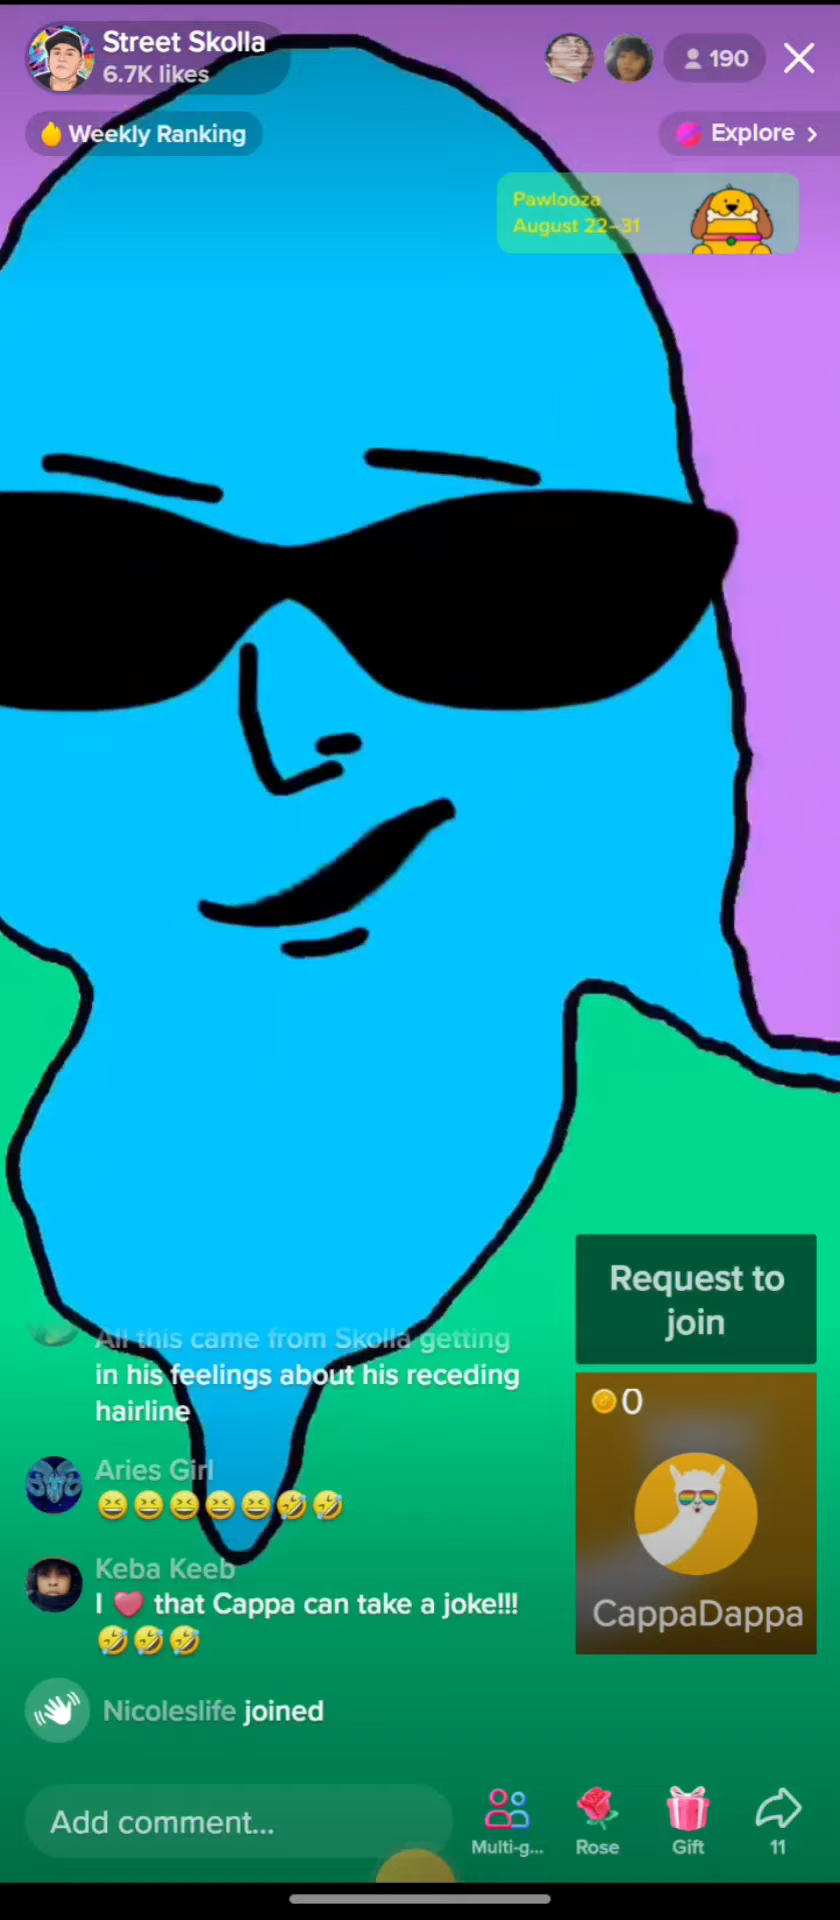 Street Skolla
6.7K likes
190
Weekly Ranking
Explore
Pawlooza
August 22-31
Request to
join
All this came from Skolla getting
in his feelings about his receding
hairline
0
Aries Girl
CappaDappa
Keba Keeb
I ❤️ that Cappa can take a joke!!!
Nicoleslife joined
Add comment...
Multi-g...
Rose
Gift
11